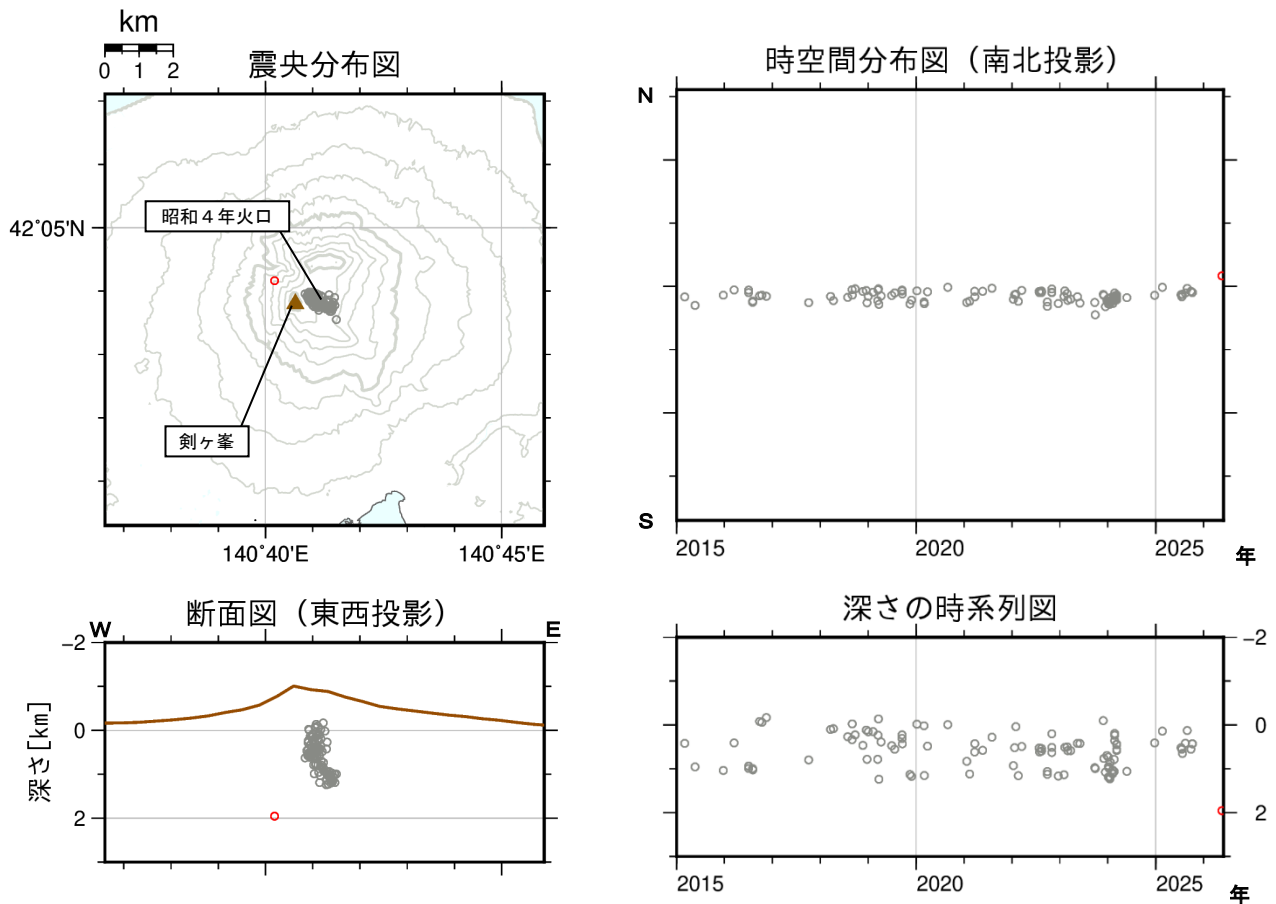 km
0 1 2
震央分布図
42°05'N
昭和４年火口
剣ヶ峯
140°40'E 140°45'E
時空間分布図（南北投影）
N
S
2015 2020 2025
年
断面図（東西投影）
W E
-2
0
2
深さ[km]
深さの時系列図
-2
0
2
2015 2020 2025
年